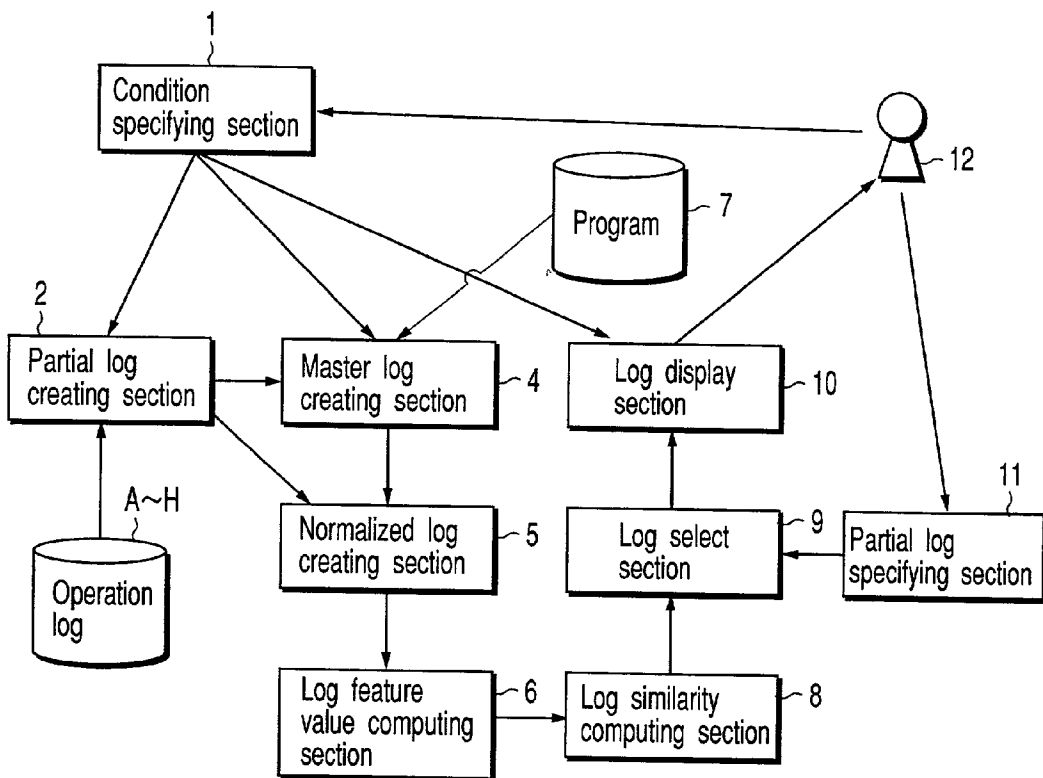 1
Condition
specifying section
12
Program
7
2
Partial log
creating section
Master log
creating section
4
Log display
section
10
A~H
Operation
log
Normalized log
creating section
5
Log select
section
9
11
Partial log
specifying section
Log feature
value computing
section
6
Log similarity
computing section
8